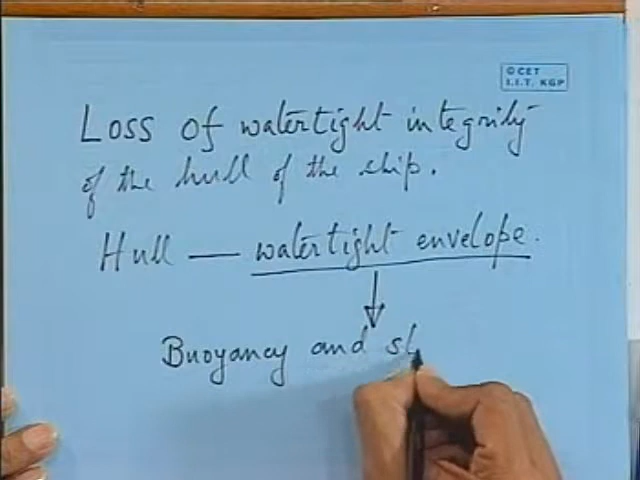 © CET
I.I.T. KGP
Loss of watertight integrity
of the hull of the ship.
Hull — watertight envelope.
Buoyancy and